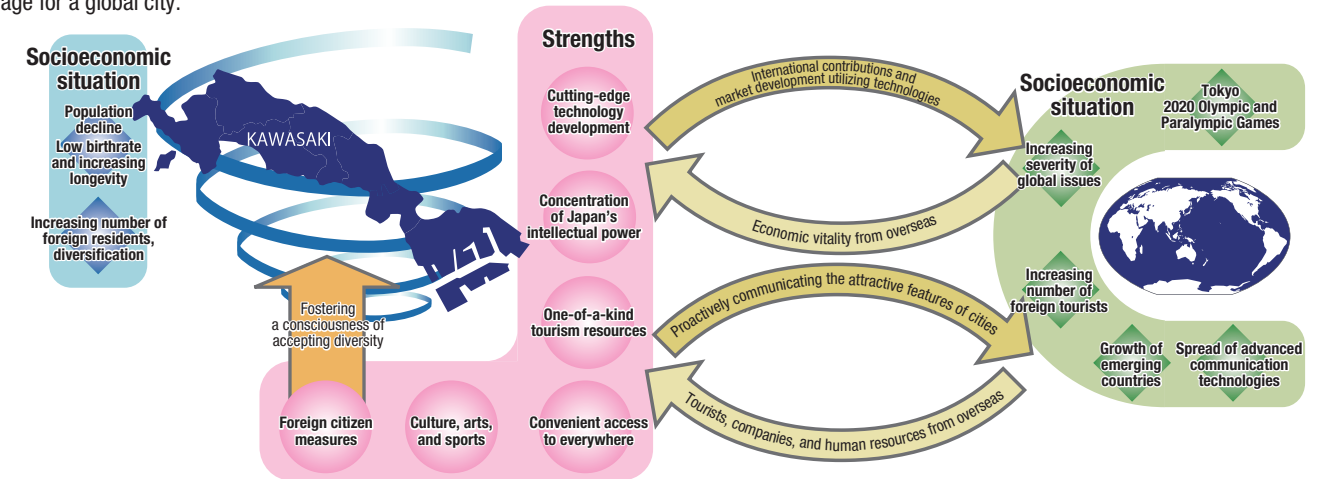 age for a global city.
Socioeconomic
situation
Population
decline
Low birthrate
and increasing
longevity
Increasing number of
foreign residents,
diversification
KAWASAKI
Fostering
a consciousness of
accepting diversity
Strengths
Cutting-edge
technology
development
Concentration
of Japan's
intellectual power
One-of-a-kind
tourism resources
Foreign citizen
measures
Culture, arts,
and sports
Convenient access
to everywhere
International contributions and
market development utilizing technologies
Economic vitality from overseas
Proactively communicating the attractive features of cities
Tourists, companies, and human resources from overseas
Socioeconomic
situation
Tokyo
2020 Olympic and
Paralympic Games
Increasing
severity of
global issues
Increasing
number of
foreign tourists
Growth of
emerging
countries
Spread of advanced
communication
technologies